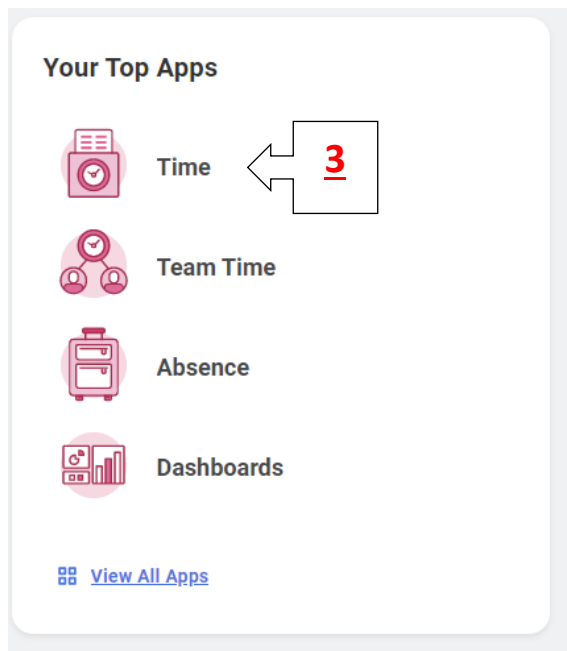 Your Top Apps
Time
3
Team Time
Absence
Dashboards
View All Apps